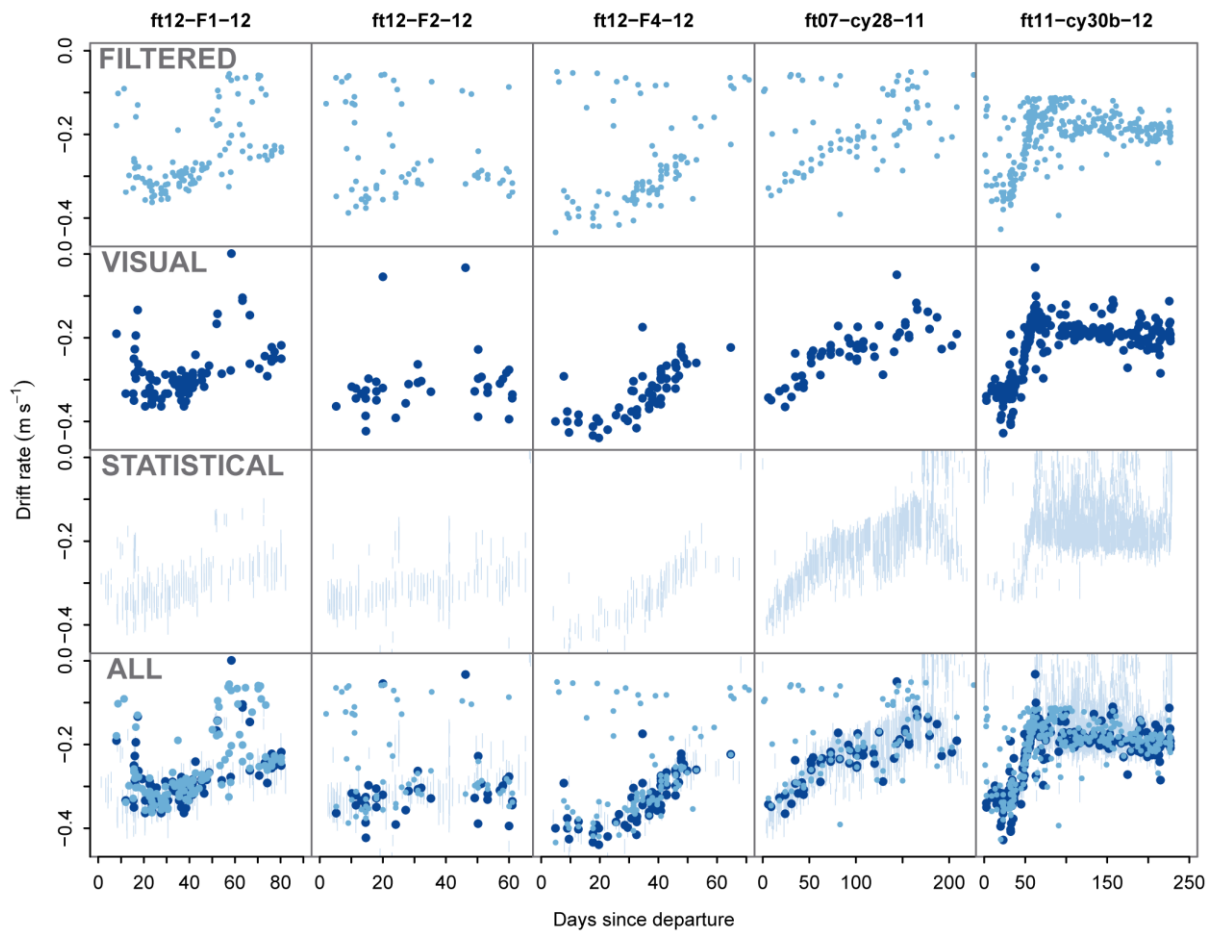 ft12−F1−12 ft12−F2−12 ft12−F4−12 ft07−cy28−11 ft11−cy30b−12
FILTERED
0.0
−0.2
−0.4
VISUAL
0.0
−0.2
−0.4
STATISTICAL
0.0
−0.2
−0.4
ALL
0.0
−0.2
−0.4
Drift rate (m s−1)
0 20 40 60 80 0 20 40 60 0 20 40 60 0 50 100 200 0 50 100 150 200 250
Days since departure